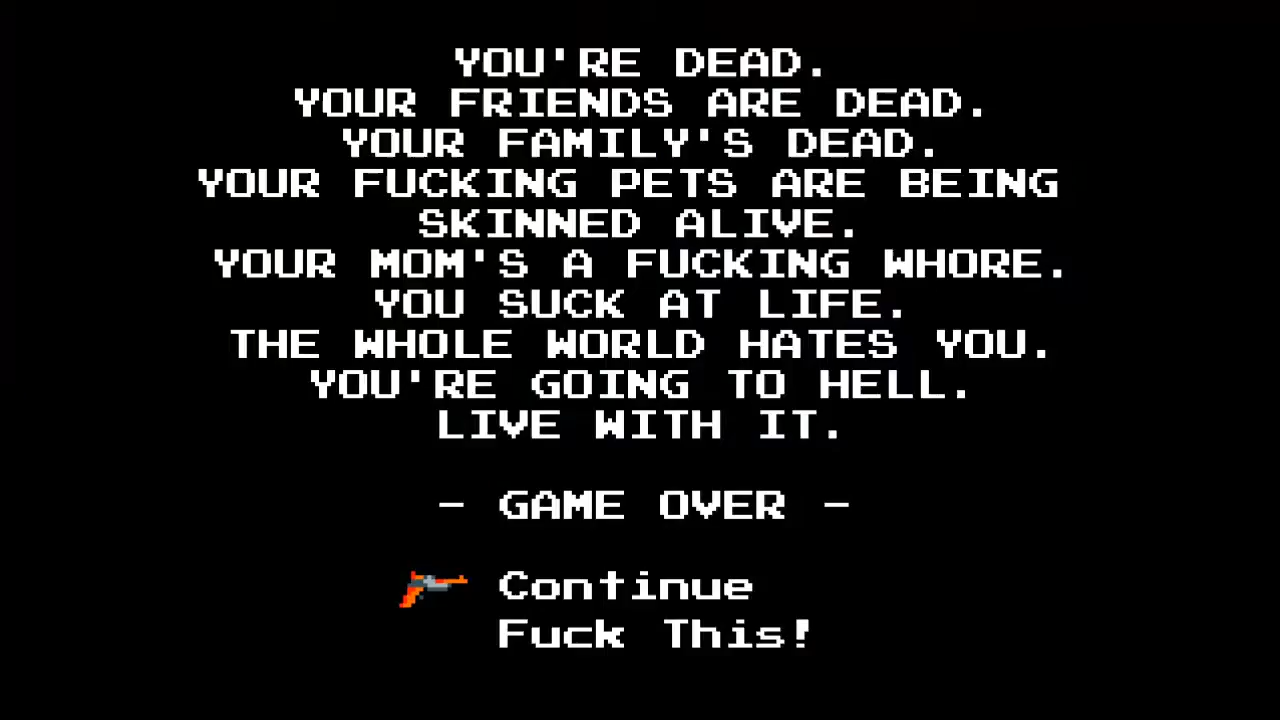 YOU'RE DEAD.
YOUR FRIENDS ARE DEAD.
YOUR FAMILY'S DEAD.
YOUR FUCKING PETS ARE BEING
SKINNED ALIVE.
YOUR MOM'S A FUCKING WHORE.
YOU SUCK AT LIFE.
THE WHOLE WORLD HATES YOU.
YOU'RE GOING TO HELL.
LIVE WITH IT.
- GAME OVER -
Continue
Fuck This!